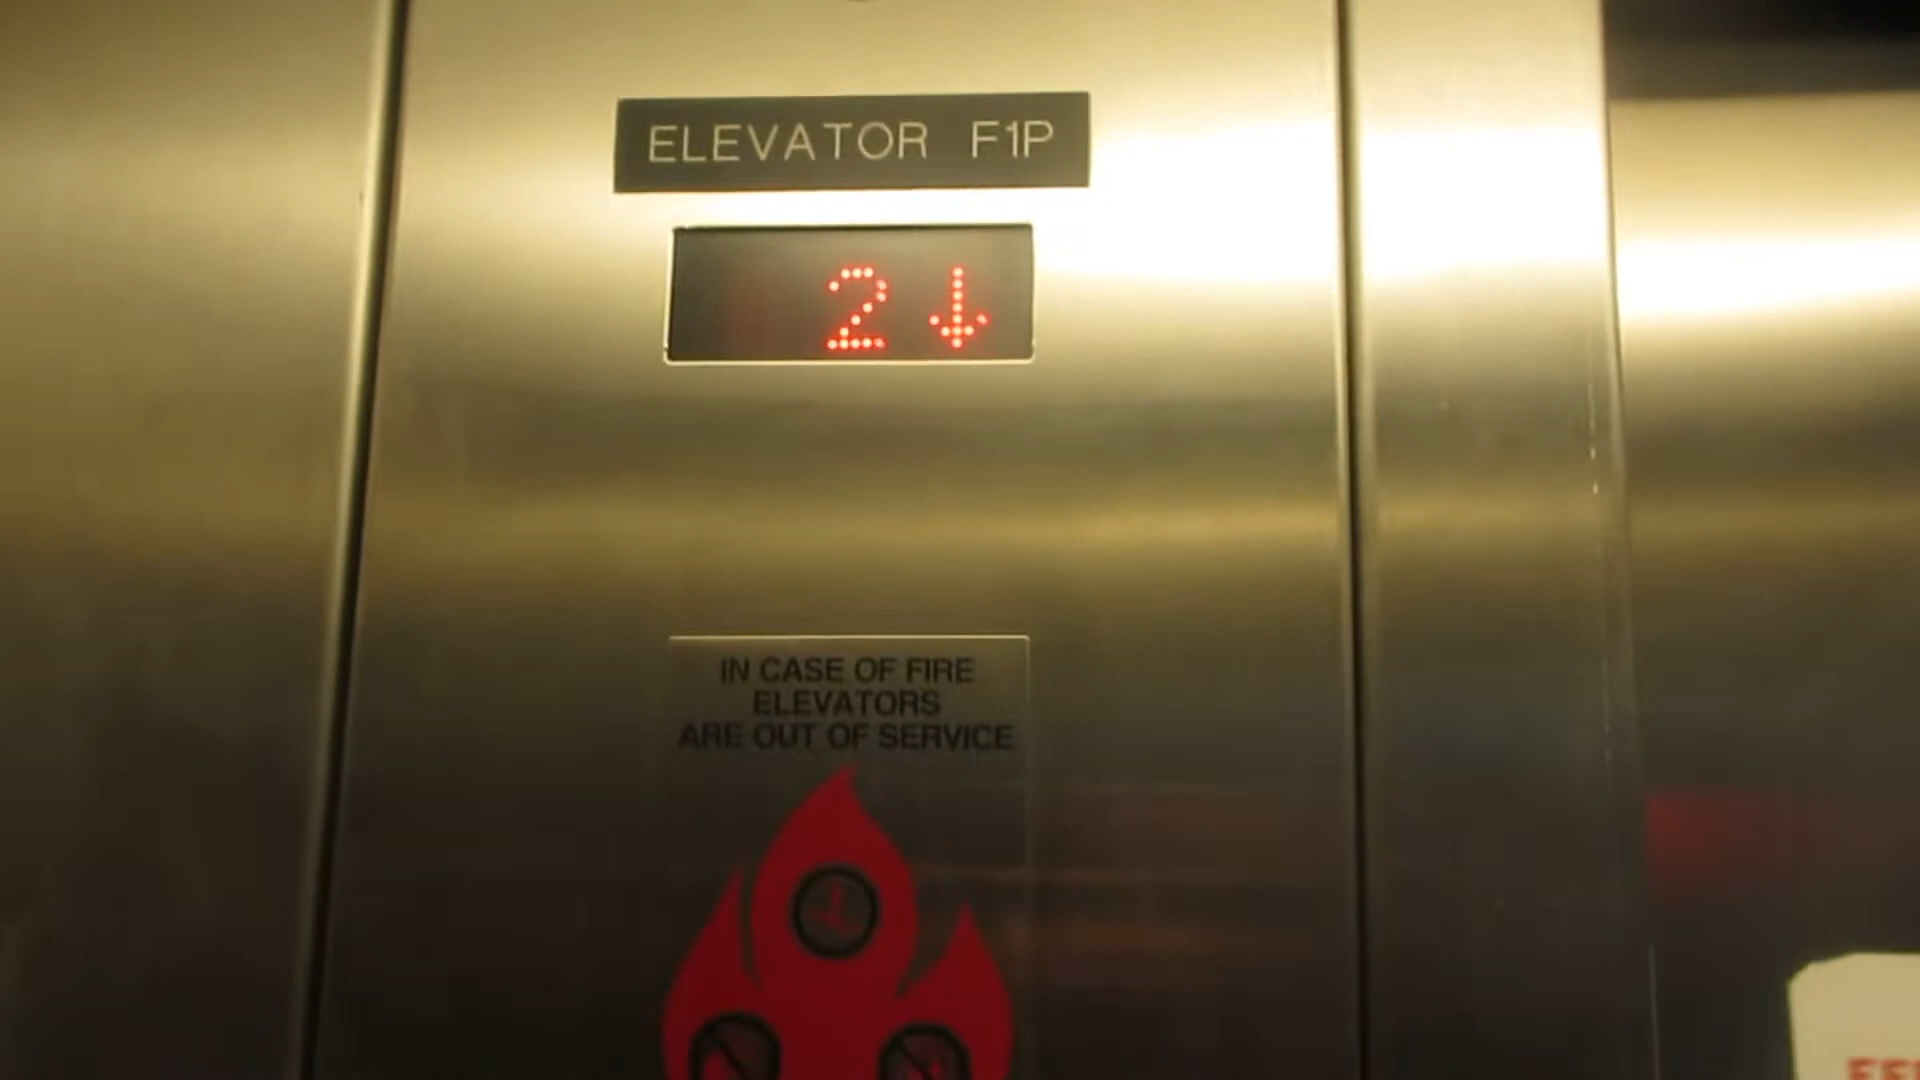 ELEVATOR F1P
2 ↓
IN CASE OF FIRE
ELEVATORS
ARE OUT OF SERVICE